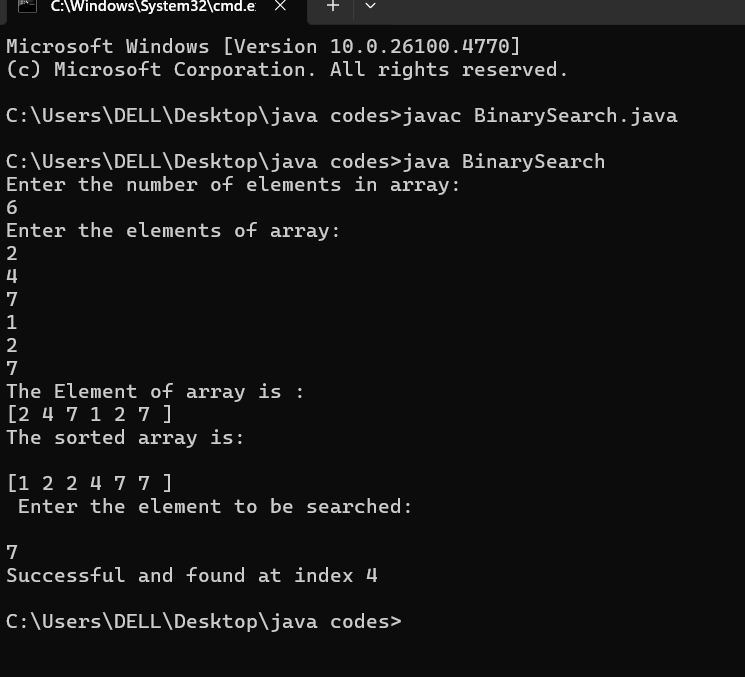 C:\Windows\System32\cmd.e
Microsoft Windows [Version 10.0.26100.4770]
(c) Microsoft Corporation. All rights reserved.
C:\Users\DELL\Desktop\java codes>javac BinarySearch.java
C:\Users\DELL\Desktop\java codes>java BinarySearch
Enter the number of elements in array:
6
Enter the elements of array:
2
4
7
1
2
7
The Element of array is :
[2 4 7 1 2 7 ]
The sorted array is:
[1 2 2 4 7 7 ]
 Enter the element to be searched:
7
Successful and found at index 4
C:\Users\DELL\Desktop\java codes>